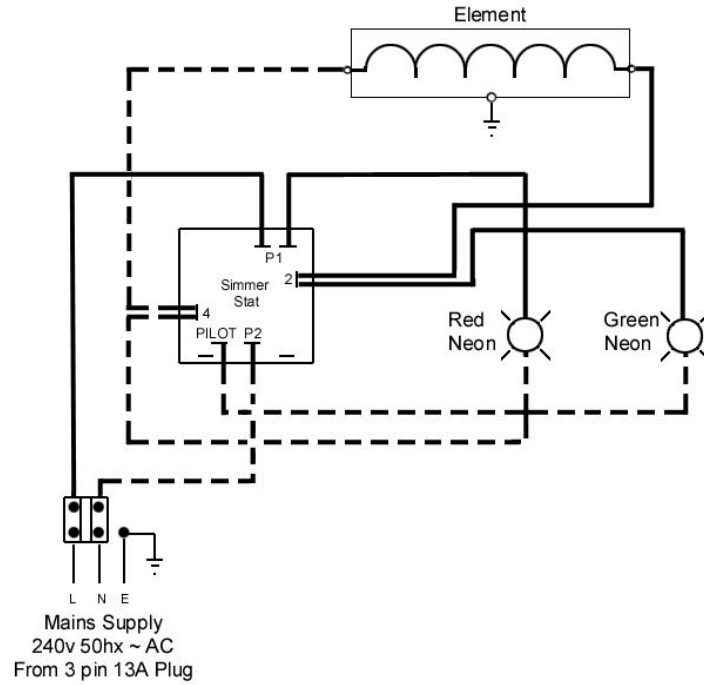 Element
P1
Simmer
Stat
2
4
PILOT P2
Red
Neon
Green
Neon
L N E
Mains Supply
240v 50hx ~ AC
From 3 pin 13A Plug